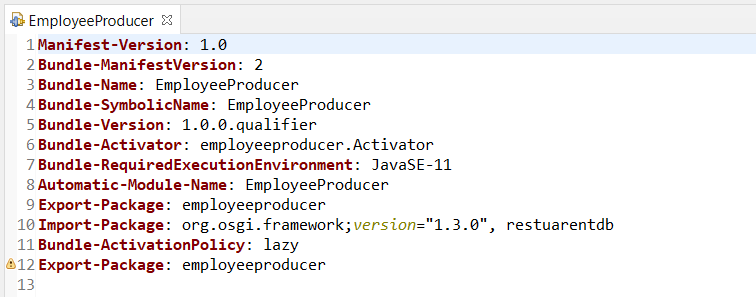 EmployeeProducer
1 Manifest-Version: 1.0
2 Bundle-ManifestVersion: 2
3 Bundle-Name: EmployeeProducer
4 Bundle-SymbolicName: EmployeeProducer
5 Bundle-Version: 1.0.0.qualifier
6 Bundle-Activator: employeeproducer.Activator
7 Bundle-RequiredExecutionEnvironment: JavaSE-11
8 Automatic-Module-Name: EmployeeProducer
9 Export-Package: employeeproducer
10 Import-Package: org.osgi.framework;version="1.3.0", restuarentdb
11 Bundle-ActivationPolicy: lazy
12 Export-Package: employeeproducer
13